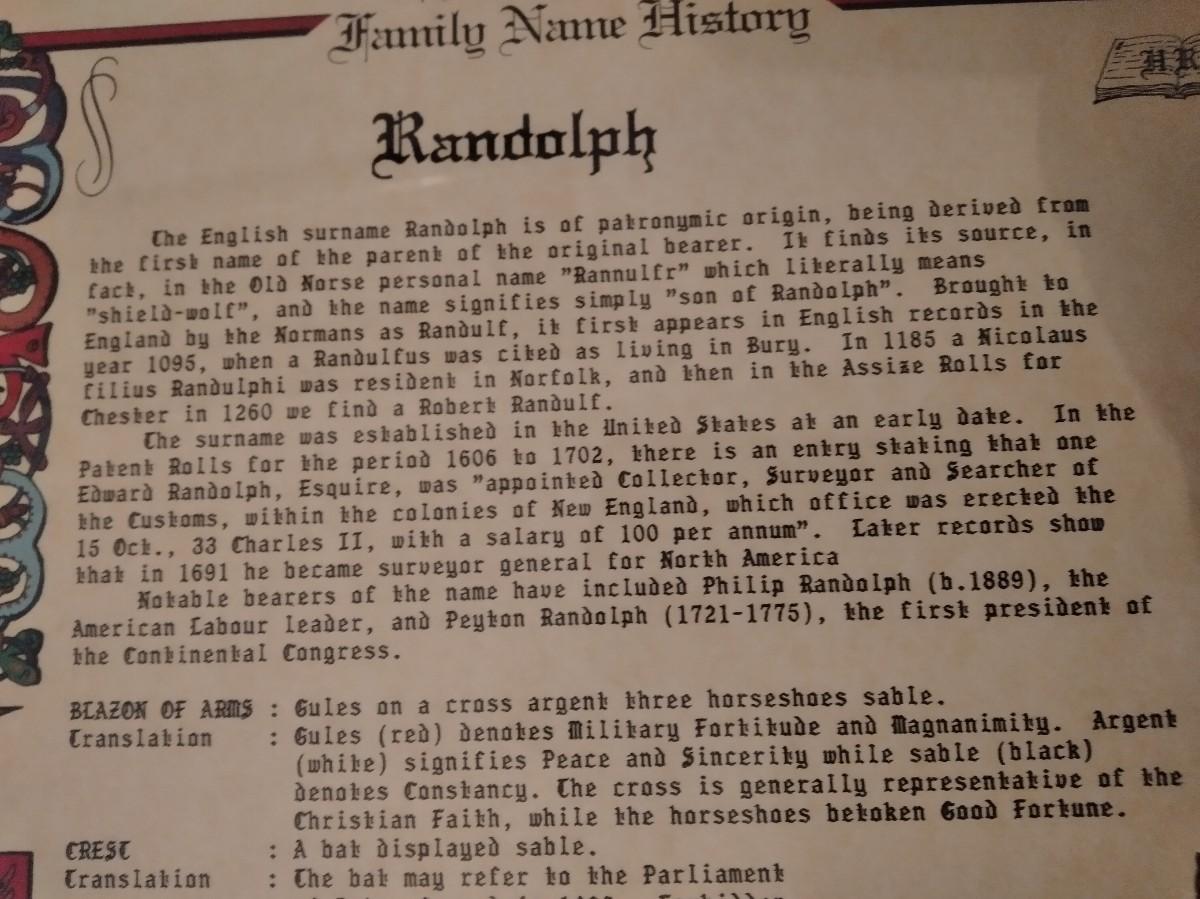 Family Name History
HR
Randolph
The English surname Randolph is of patronymic origin, being derived from
the first name of the parent of the original bearer. It finds its source, in
fact, in the Old Norse personal name "Rannulfr" which literally means
"shield-wolf", and the name signifies simply "son of Randolph". Brought to
England by the Normans as Randulf, it first appears in English records in the
year 1095, when a Randulfus was cited as living in Bury. In 1185 a Nicolaus
filius Randulphi was resident in Norfolk, and then in the Assize Rolls for
Chester in 1260 we find a Robert Randulf.
The surname was established in the United States at an early date. In the
Patent Rolls for the period 1606 to 1702, there is an entry stating that one
Edward Randolph, Esquire, was "appointed Collector, Surveyor and Searcher of
the Customs, within the colonies of New England, which office was erected the
15 Oct., 33 Charles II, with a salary of 100 per annum". Later records show
that in 1691 he became surveyor general for North America
Notable bearers of the name have included Philip Randolph (b.1889), the
American Labour leader, and Peyton Randolph (1721-1775), the first president of
the Continental Congress.
BLAZON OF ARMS : Gules on a cross argent three horseshoes sable.
Translation : Gules (red) denotes Military Fortitude and Magnanimity. Argent
(white) signifies Peace and Sincerity while sable (black)
denotes Constancy. The cross is generally representative of the
Christian Faith, while the horseshoes betoken Good Fortune.
CREST : A bat displayed sable.
Translation : The bat may refer to the Parliament